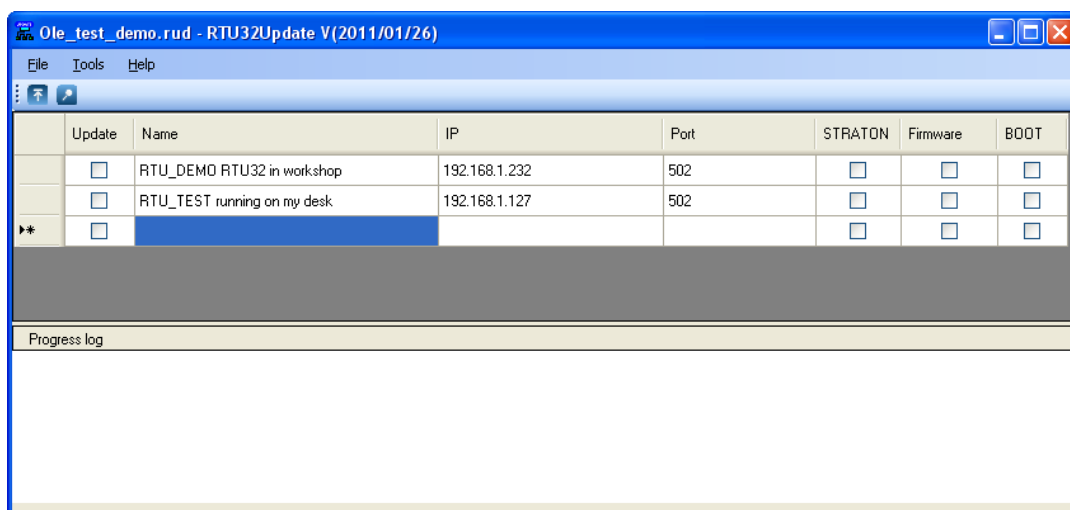 Ole_test_demo.rud - RTU32Update V(2011/01/26)
File Tools Help
Update Name IP Port STRATON Firmware BOOT
RTU_DEMO RTU32 in workshop 192.168.1.232 502
RTU_TEST running on my desk 192.168.1.127 502
Progress log